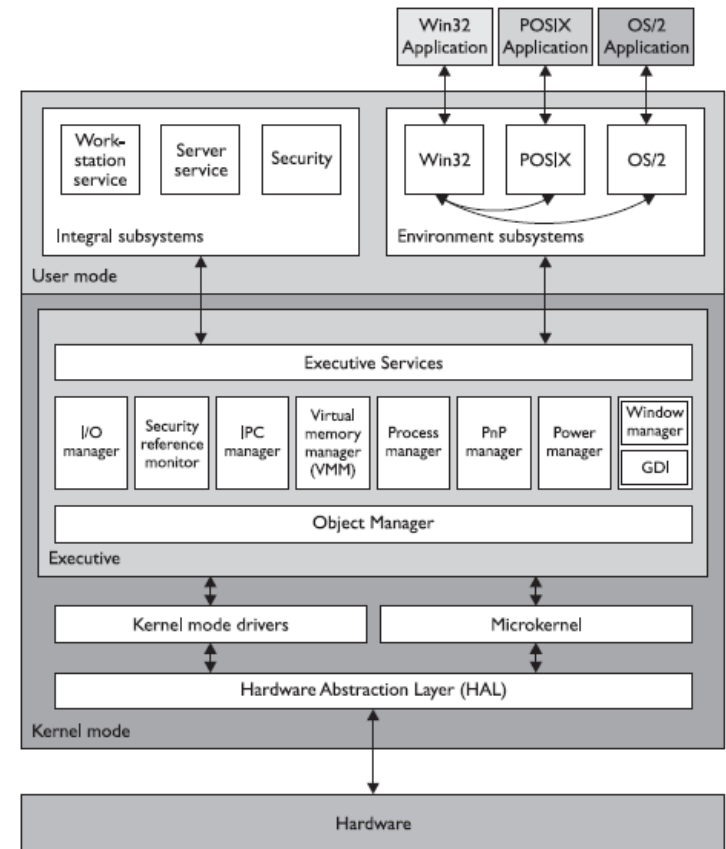 Win32
Application
POSIX
Application
OS/2
Application
Work-
station
service
Server
service
Security
Win32
POSIX
OS/2
Integral subsystems
Environment subsystems
User mode
Executive Services
I/O
manager
Security
reference
monitor
IPC
manager
Virtual
memory
manager
(VMM)
Process
manager
PnP
manager
Power
manager
Window
manager
GDI
Object Manager
Executive
Kernel mode drivers
Microkernel
Hardware Abstraction Layer (HAL)
Kernel mode
Hardware